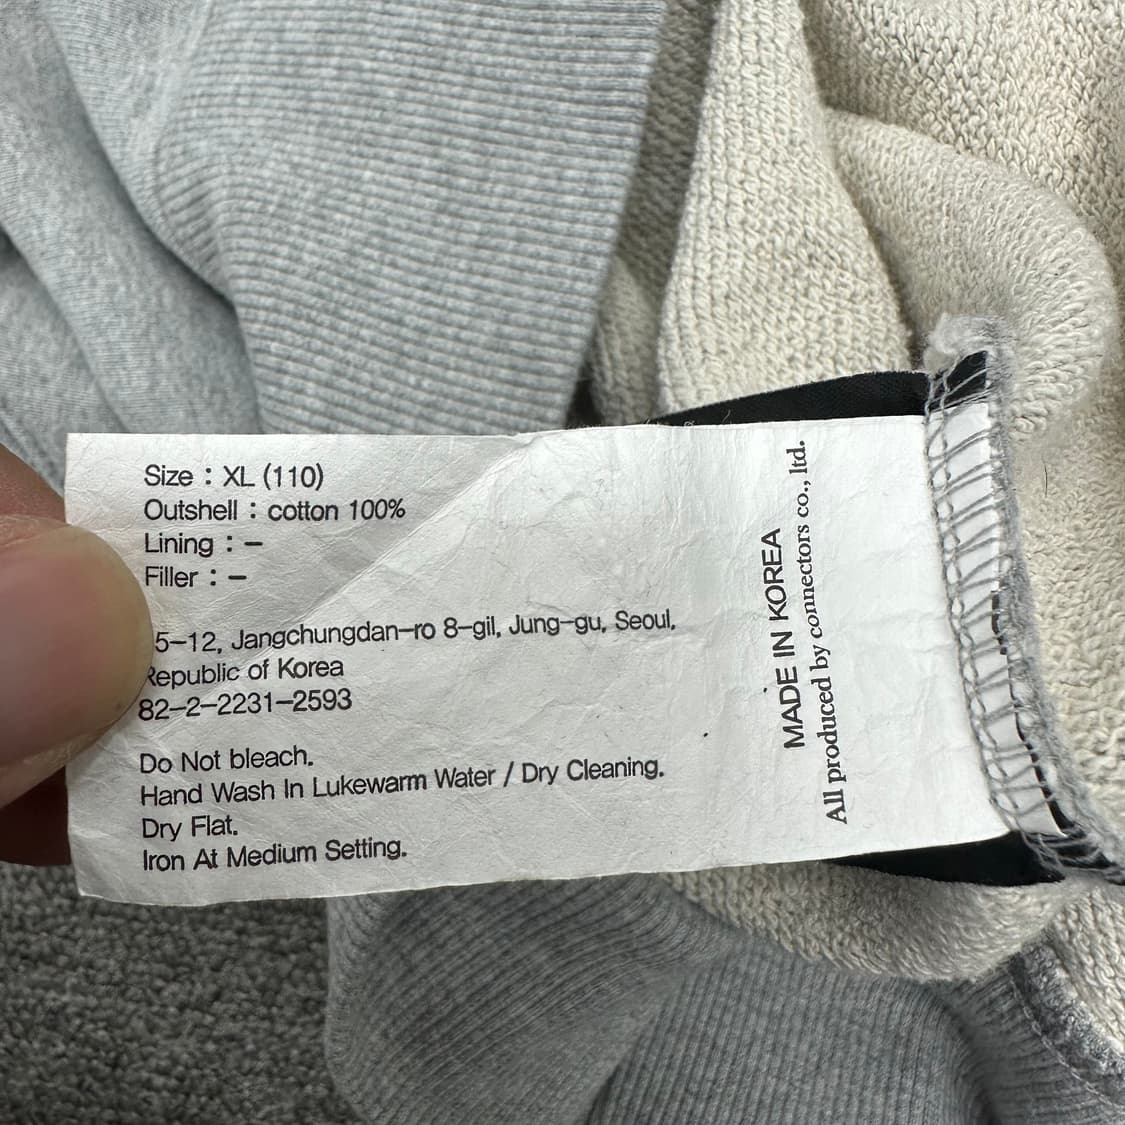 Size : XL (110)
Outshell : cotton 100%
Lining : –
Filler : –
5-12, Jangchungdan-ro 8-gil, Jung-gu, Seoul,
Republic of Korea
82-2-2231-2593
Do Not bleach.
Hand Wash In Lukewarm Water / Dry Cleaning.
Dry Flat.
Iron At Medium Setting.
MADE IN KOREA
All produced by connectors co., ltd.